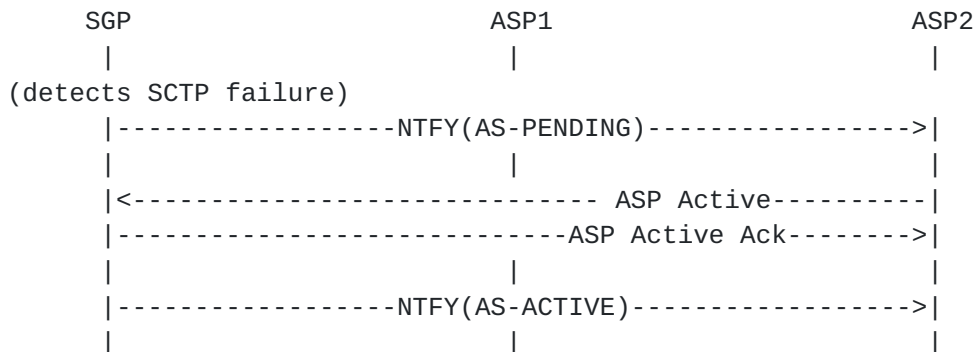 SGP                        ASP1                         ASP2
|                          |                            |
(detects SCTP failure)
|------------------NTFY(AS-PENDING)----------------->|
|                          |                            |
|<------------------------------- ASP Active----------|
|------------------------------ASP Active Ack-------->|
|                          |                            |
|------------------NTFY(AS-ACTIVE)------------------>|
|                          |                            |